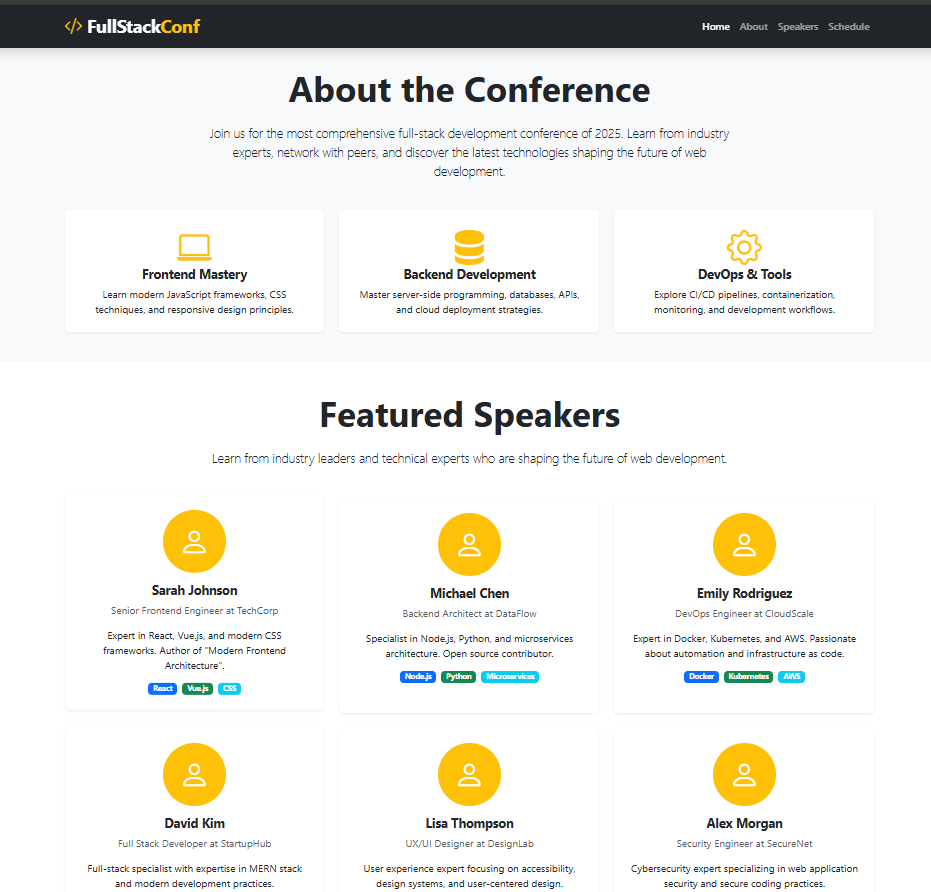 </> FullStackConf
Home About Speakers Schedule
About the Conference
Join us for the most comprehensive full-stack development conference of 2025. Learn from industry
experts, network with peers, and discover the latest technologies shaping the future of web
development.
Frontend Mastery
Learn modern JavaScript frameworks, CSS
techniques, and responsive design principles.
Backend Development
Master server-side programming, databases, APIs,
and cloud deployment strategies.
DevOps & Tools
Explore CI/CD pipelines, containerization,
monitoring, and development workflows.
Featured Speakers
Learn from industry leaders and technical experts who are shaping the future of web development.
Sarah Johnson
Senior Frontend Engineer at TechCorp
Expert in React, Vue.js, and modern CSS
frameworks. Author of "Modern Frontend
Architecture".
React Vue.js CSS
Michael Chen
Backend Architect at DataFlow
Specialist in Node.js, Python, and microservices
architecture. Open source contributor.
Node.js Python Microservices
Emily Rodriguez
DevOps Engineer at CloudScale
Expert in Docker, Kubernetes, and AWS. Passionate
about automation and infrastructure as code.
Docker Kubernetes AWS
David Kim
Full Stack Developer at StartupHub
Full-stack specialist with expertise in MERN stack
and modern development practices.
Lisa Thompson
UX/UI Designer at DesignLab
User experience expert focusing on accessibility,
design systems, and user-centered design.
Alex Morgan
Security Engineer at SecureNet
Cybersecurity expert specializing in web application
security and secure coding practices.